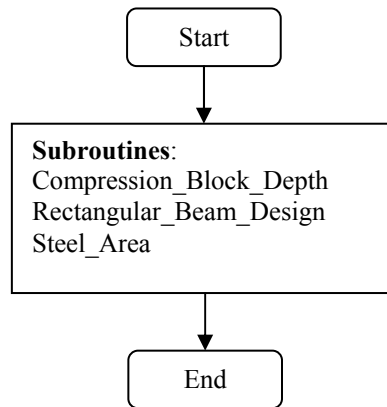 Start
Subroutines:
Compression_Block_Depth
Rectangular_Beam_Design
Steel_Area
End